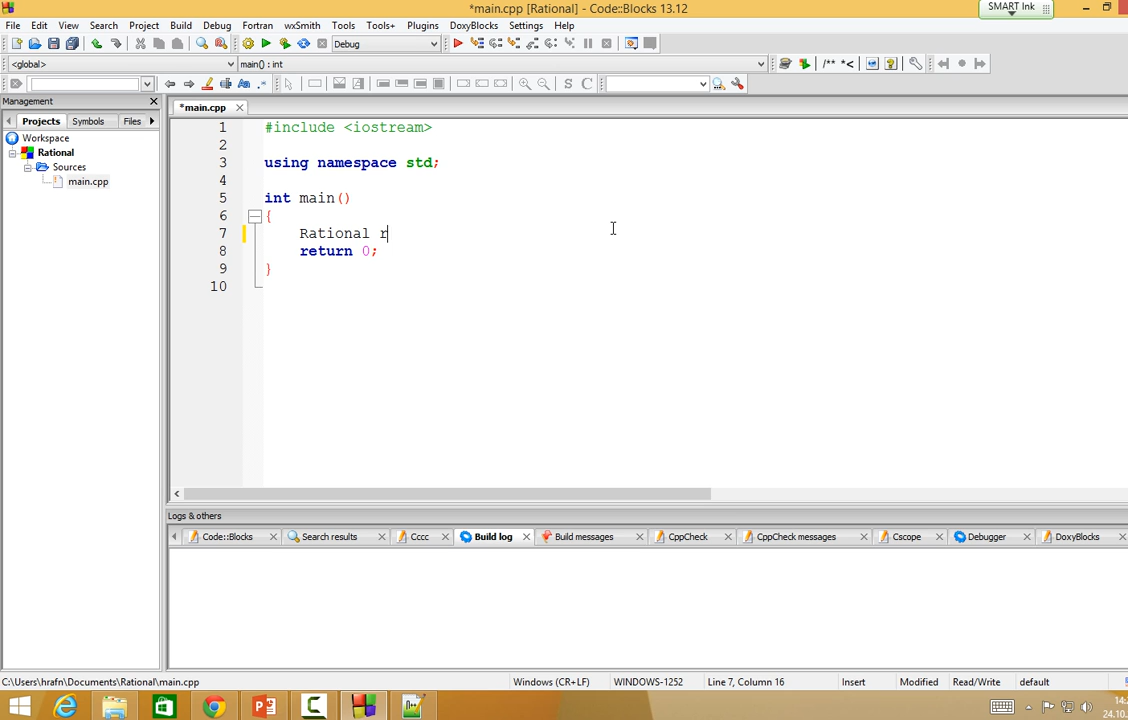 *main.cpp [Rational] - Code::Blocks 13.12
SMART Ink
File Edit View Search Project Build Debug Fortran wxSmith Tools Tools+ Plugins DoxyBlocks Settings Help
Debug
<global> main() : int /** *<
Aa .* S C
Management
Projects Symbols Files
Workspace
Rational
Sources
main.cpp
*main.cpp
1 #include <iostream>
2
3 using namespace std;
4
5 int main()
6 {
7 Rational r
8 return 0;
9 }
10
Logs & others
Code::Blocks Search results Cccc Build log Build messages CppCheck CppCheck messages Cscope Debugger DoxyBlocks
C:\Users\hrafn\Documents\Rational\main.cpp Windows (CR+LF) WINDOWS-1252 Line 7, Column 16 Insert Modified Read/Write default
24.10.